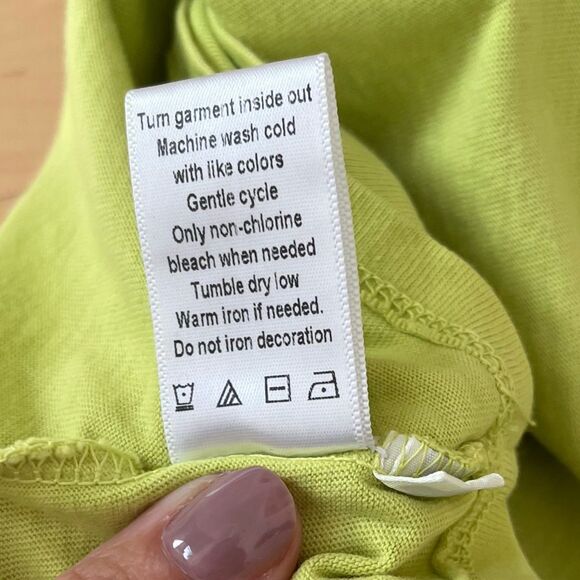 Turn garment inside out
Machine wash cold
with like colors
Gentle cycle
Only non-chlorine
bleach when needed
Tumble dry low
Warm iron if needed.
Do not iron decoration